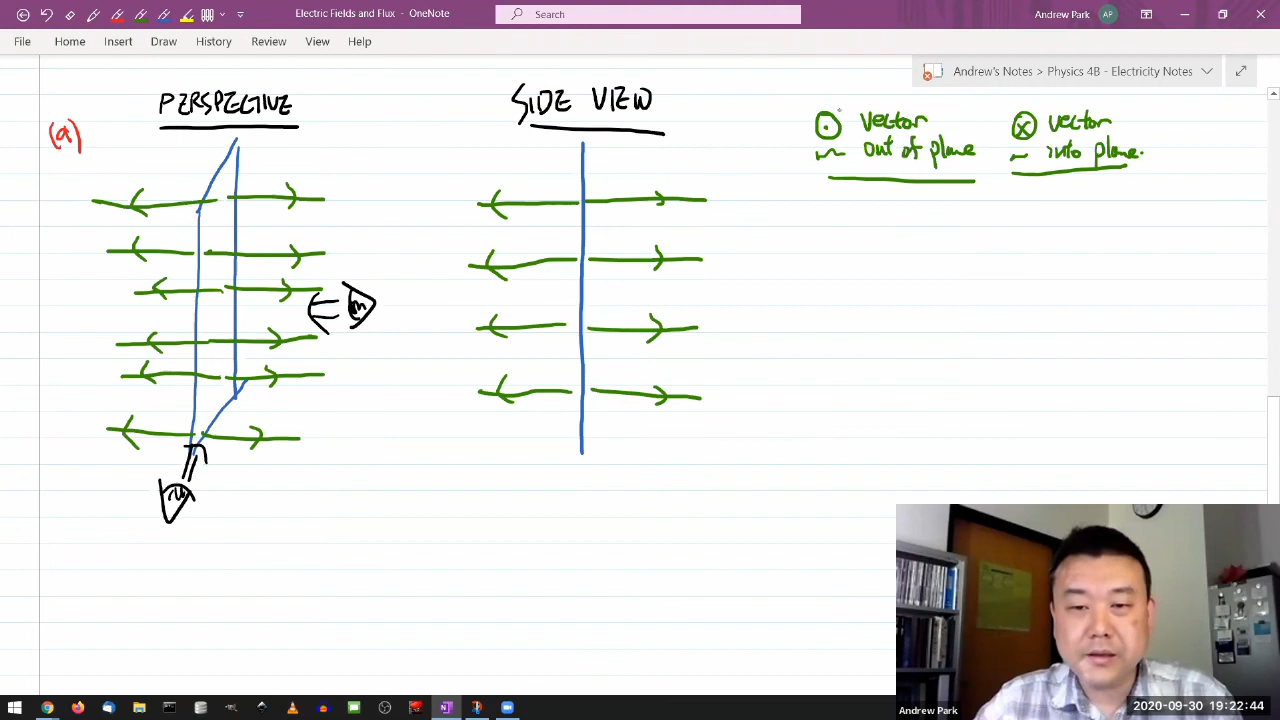 Electric Fields and Flux - OneNote
Search
Andrew Park
AP
File Home Insert Draw History Review View Help
Andrew's Notes > Physics 4B - Electricity Notes
PERSPECTIVE
SIDE VIEW
(a)
vector
out of plane
vector
into plane.
Andrew Park
2020-09-30 19:22:44